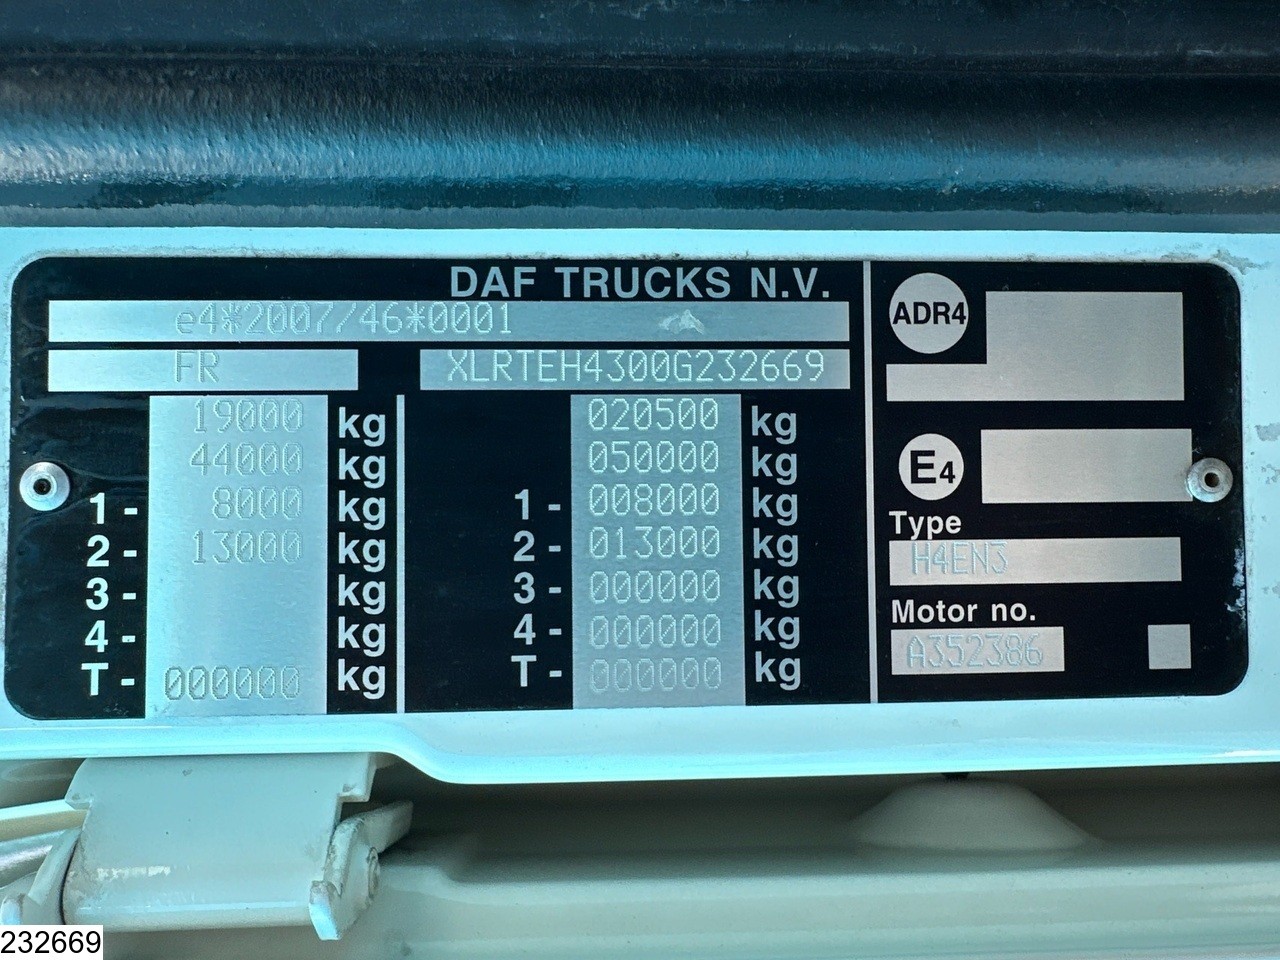 DAF TRUCKS N.V.
e4*2007/46*0001
FR XLRTEH4300G232669
19000 kg 020500 kg
44000 kg 050000 kg
1- 8000 kg 1- 008000 kg
2- 13000 kg 2- 013000 kg
3- kg 3- 000000 kg
4- kg 4- 000000 kg
T- 000000 kg T- 000000 kg
ADR4
E4
Type
H4EN3
Motor no.
A352386
232669